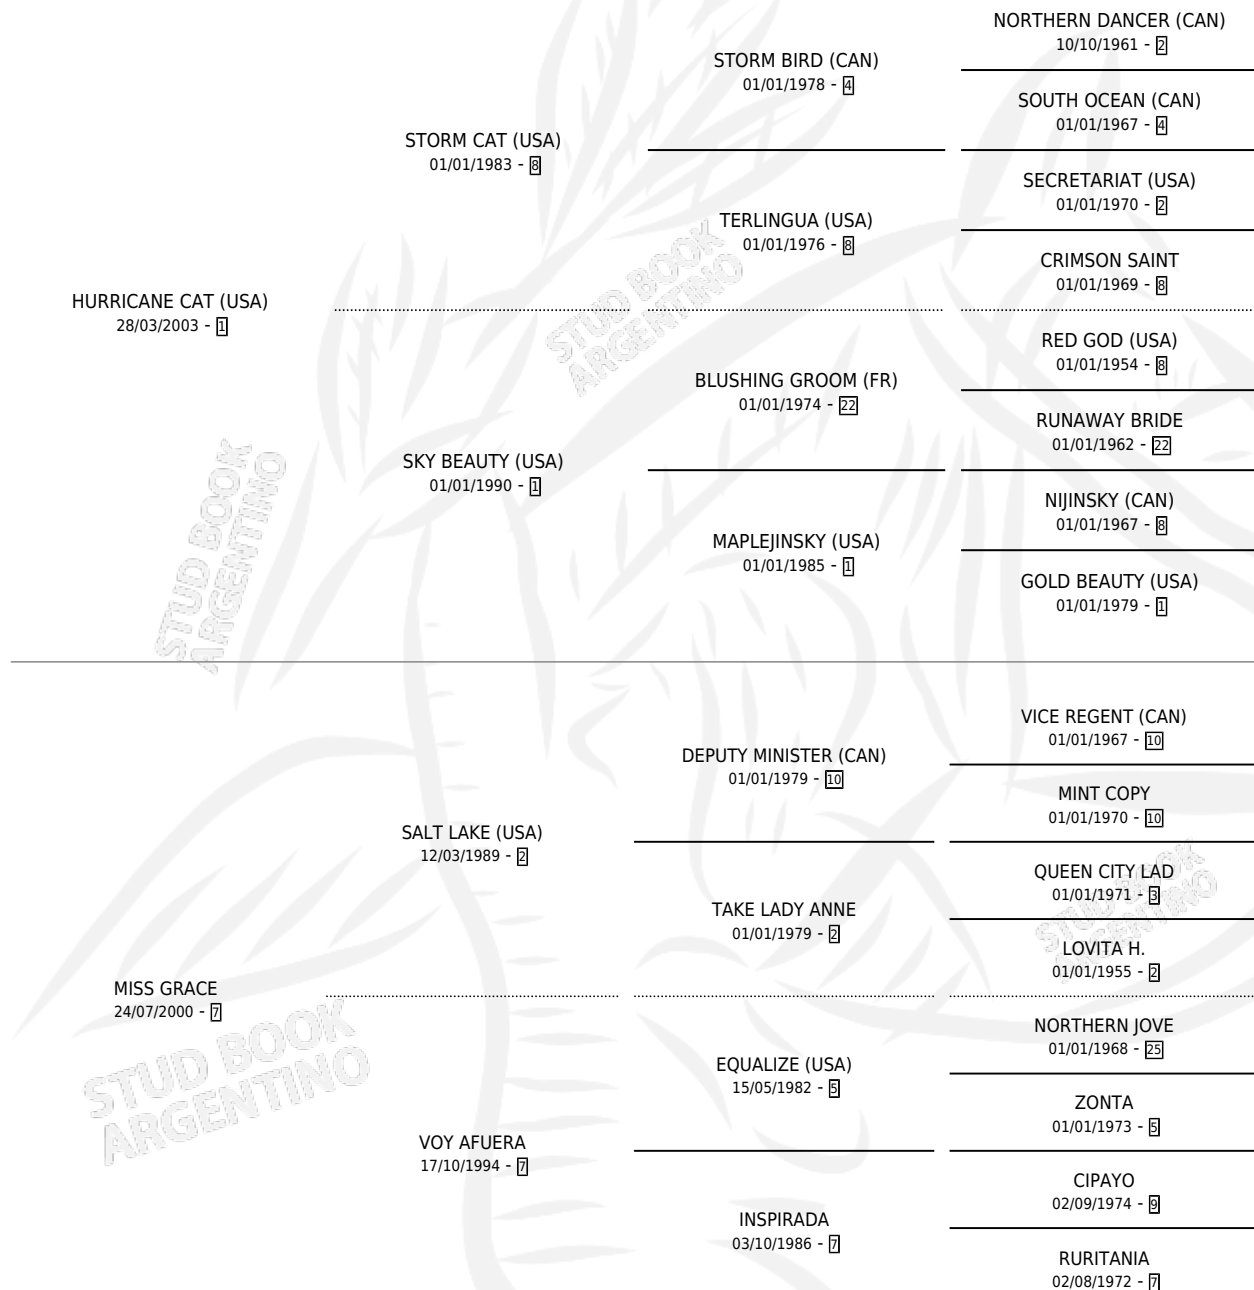 NORTHERN DANCER (CAN)
10/10/1961 - 2
STORM BIRD (CAN)
01/01/1978 - 4
SOUTH OCEAN (CAN)
01/01/1967 - 4
STORM CAT (USA)
01/01/1983 - 8
SECRETARIAT (USA)
01/01/1970 - 2
TERLINGUA (USA)
01/01/1976 - 8
CRIMSON SAINT
01/01/1969 - 8
HURRICANE CAT (USA)
28/03/2003 - 1
RED GOD (USA)
01/01/1954 - 8
BLUSHING GROOM (FR)
01/01/1974 - 22
RUNAWAY BRIDE
01/01/1962 - 22
SKY BEAUTY (USA)
01/01/1990 - 1
NIJINSKY (CAN)
01/01/1967 - 8
MAPLEJINSKY (USA)
01/01/1985 - 1
GOLD BEAUTY (USA)
01/01/1979 - 1
VICE REGENT (CAN)
01/01/1967 - 10
DEPUTY MINISTER (CAN)
01/01/1979 - 10
MINT COPY
01/01/1970 - 10
SALT LAKE (USA)
12/03/1989 - 2
QUEEN CITY LAD
01/01/1971 - 3
TAKE LADY ANNE
01/01/1979 - 2
LOVITA H.
01/01/1955 - 2
MISS GRACE
24/07/2000 - 7
NORTHERN JOVE
01/01/1968 - 25
EQUALIZE (USA)
15/05/1982 - 5
ZONTA
01/01/1973 - 5
VOY AFUERA
17/10/1994 - 7
CIPAYO
02/09/1974 - 9
INSPIRADA
03/10/1986 - 7
RURITANIA
02/08/1972 - 7
STUD BOOK
ARGENTINO
STUD BOOK
ARGENTINO
STUD BOOK
ARGENTINO
STUD BOOK
ARGENTINO